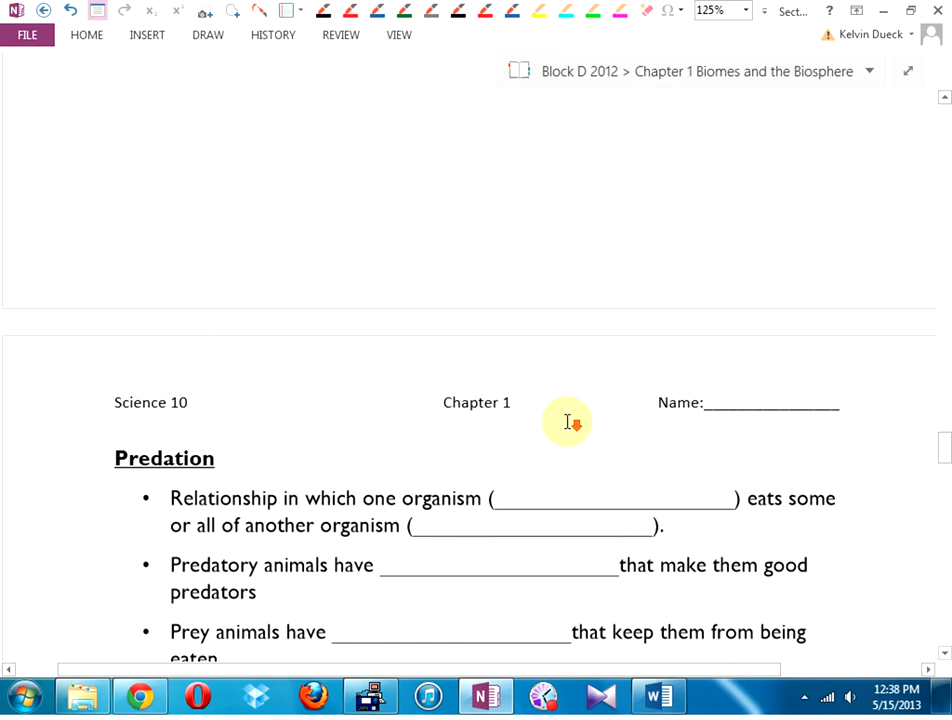 125% Sect... ?
FILE HOME INSERT DRAW HISTORY REVIEW VIEW Kelvin Dueck
Block D 2012 > Chapter 1 Biomes and the Biosphere
Science 10 Chapter 1 Name:________________
Predation
• Relationship in which one organism (______________________) eats some
or all of another organism (______________________).
• Predatory animals have ______________________that make them good
predators
• Prey animals have ______________________that keep them from being
eaten
12:38 PM
5/15/2013